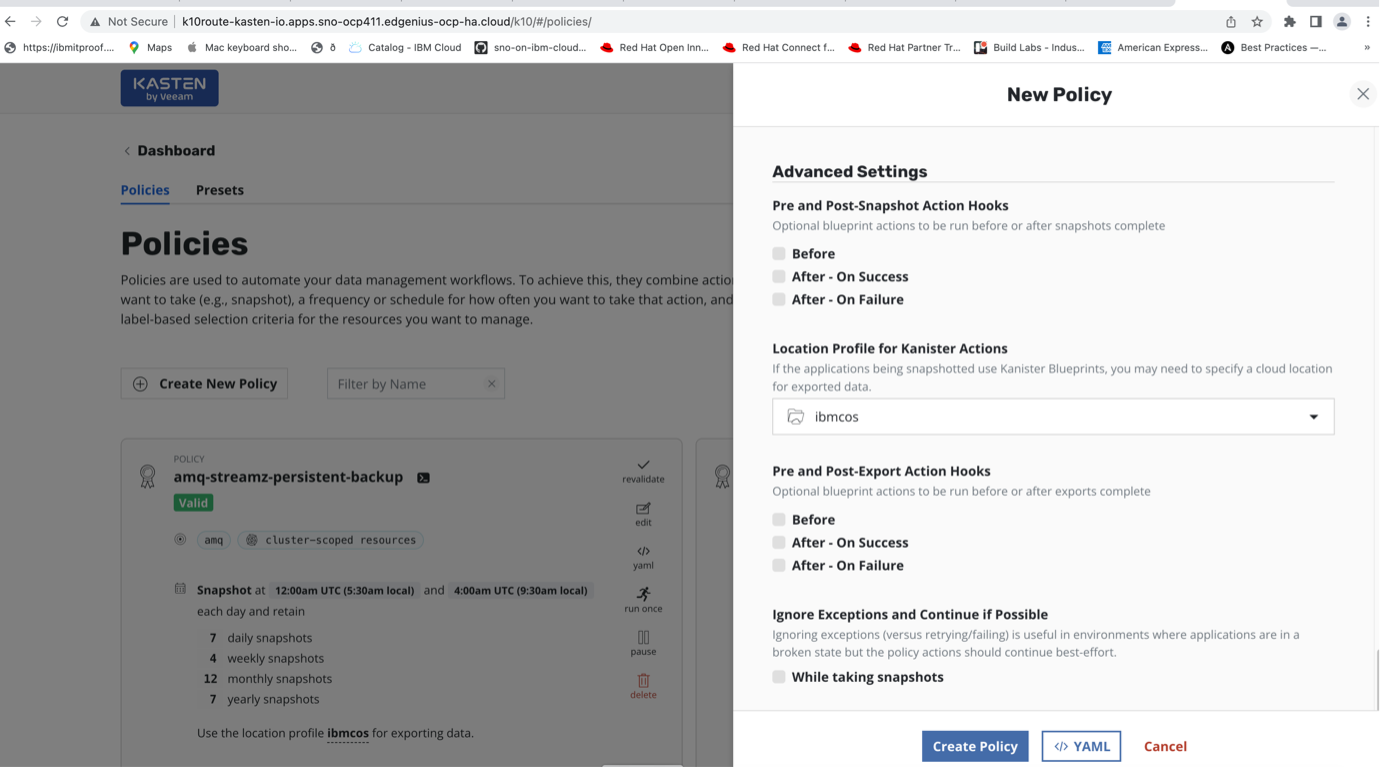 Not Secure
k10route-kasten-io.apps.sno-ocp411.edgenius-ocp-ha.cloud/k10/#/policies/
https://ibmitproof.... Maps Mac keyboard sho... ð Catalog - IBM Cloud sno-on-ibm-cloud... Red Hat Open Inn... Red Hat Connect f... Red Hat Partner Tr... Build Labs - Indus... American Express... Best Practices —... »
KASTEN
by Veeam
Dashboard
Policies Presets
Policies
Policies are used to automate your data management workflows. To achieve this, they combine actio
want to take (e.g., snapshot), a frequency or schedule for how often you want to take that action, and
label-based selection criteria for the resources you want to manage.
Create New Policy
Filter by Name
POLICY
amq-streamz-persistent-backup
Valid
amq cluster-scoped resources
Snapshot at 12:00am UTC (5:30am local) and 4:00am UTC (9:30am local)
each day and retain
7 daily snapshots
4 weekly snapshots
12 monthly snapshots
7 yearly snapshots
Use the location profile ibmcos for exporting data.
revalidate
edit
yaml
run once
pause
delete
New Policy
Advanced Settings
Pre and Post-Snapshot Action Hooks
Optional blueprint actions to be run before or after snapshots complete
Before
After - On Success
After - On Failure
Location Profile for Kanister Actions
If the applications being snapshotted use Kanister Blueprints, you may need to specify a cloud location
for exported data.
ibmcos
Pre and Post-Export Action Hooks
Optional blueprint actions to be run before or after exports complete
Before
After - On Success
After - On Failure
Ignore Exceptions and Continue if Possible
Ignoring exceptions (versus retrying/failing) is useful in environments where applications are in a
broken state but the policy actions should continue best-effort.
While taking snapshots
Create Policy
</> YAML
Cancel